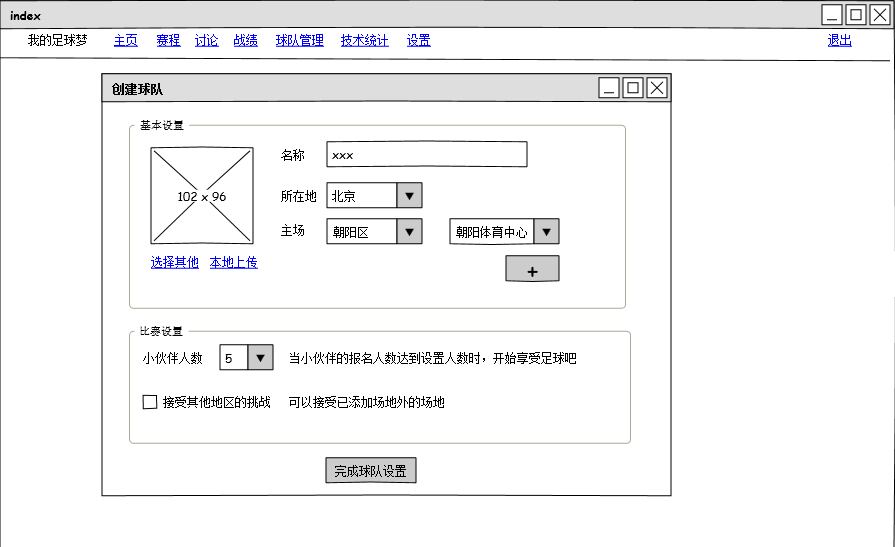 index
我的足球梦 主页 赛程 讨论 战绩 球队管理 技术统计 设置 退出
创建球队
基本设置
名称 xxx
102 x 96
所在地 北京
主场 朝阳区 朝阳体育中心
选择其他 本地上传
+
比赛设置
小伙伴人数 5 当小伙伴的报名人数达到设置人数时，开始享受足球吧
接受其他地区的挑战 可以接受已添加场地外的场地
完成球队设置